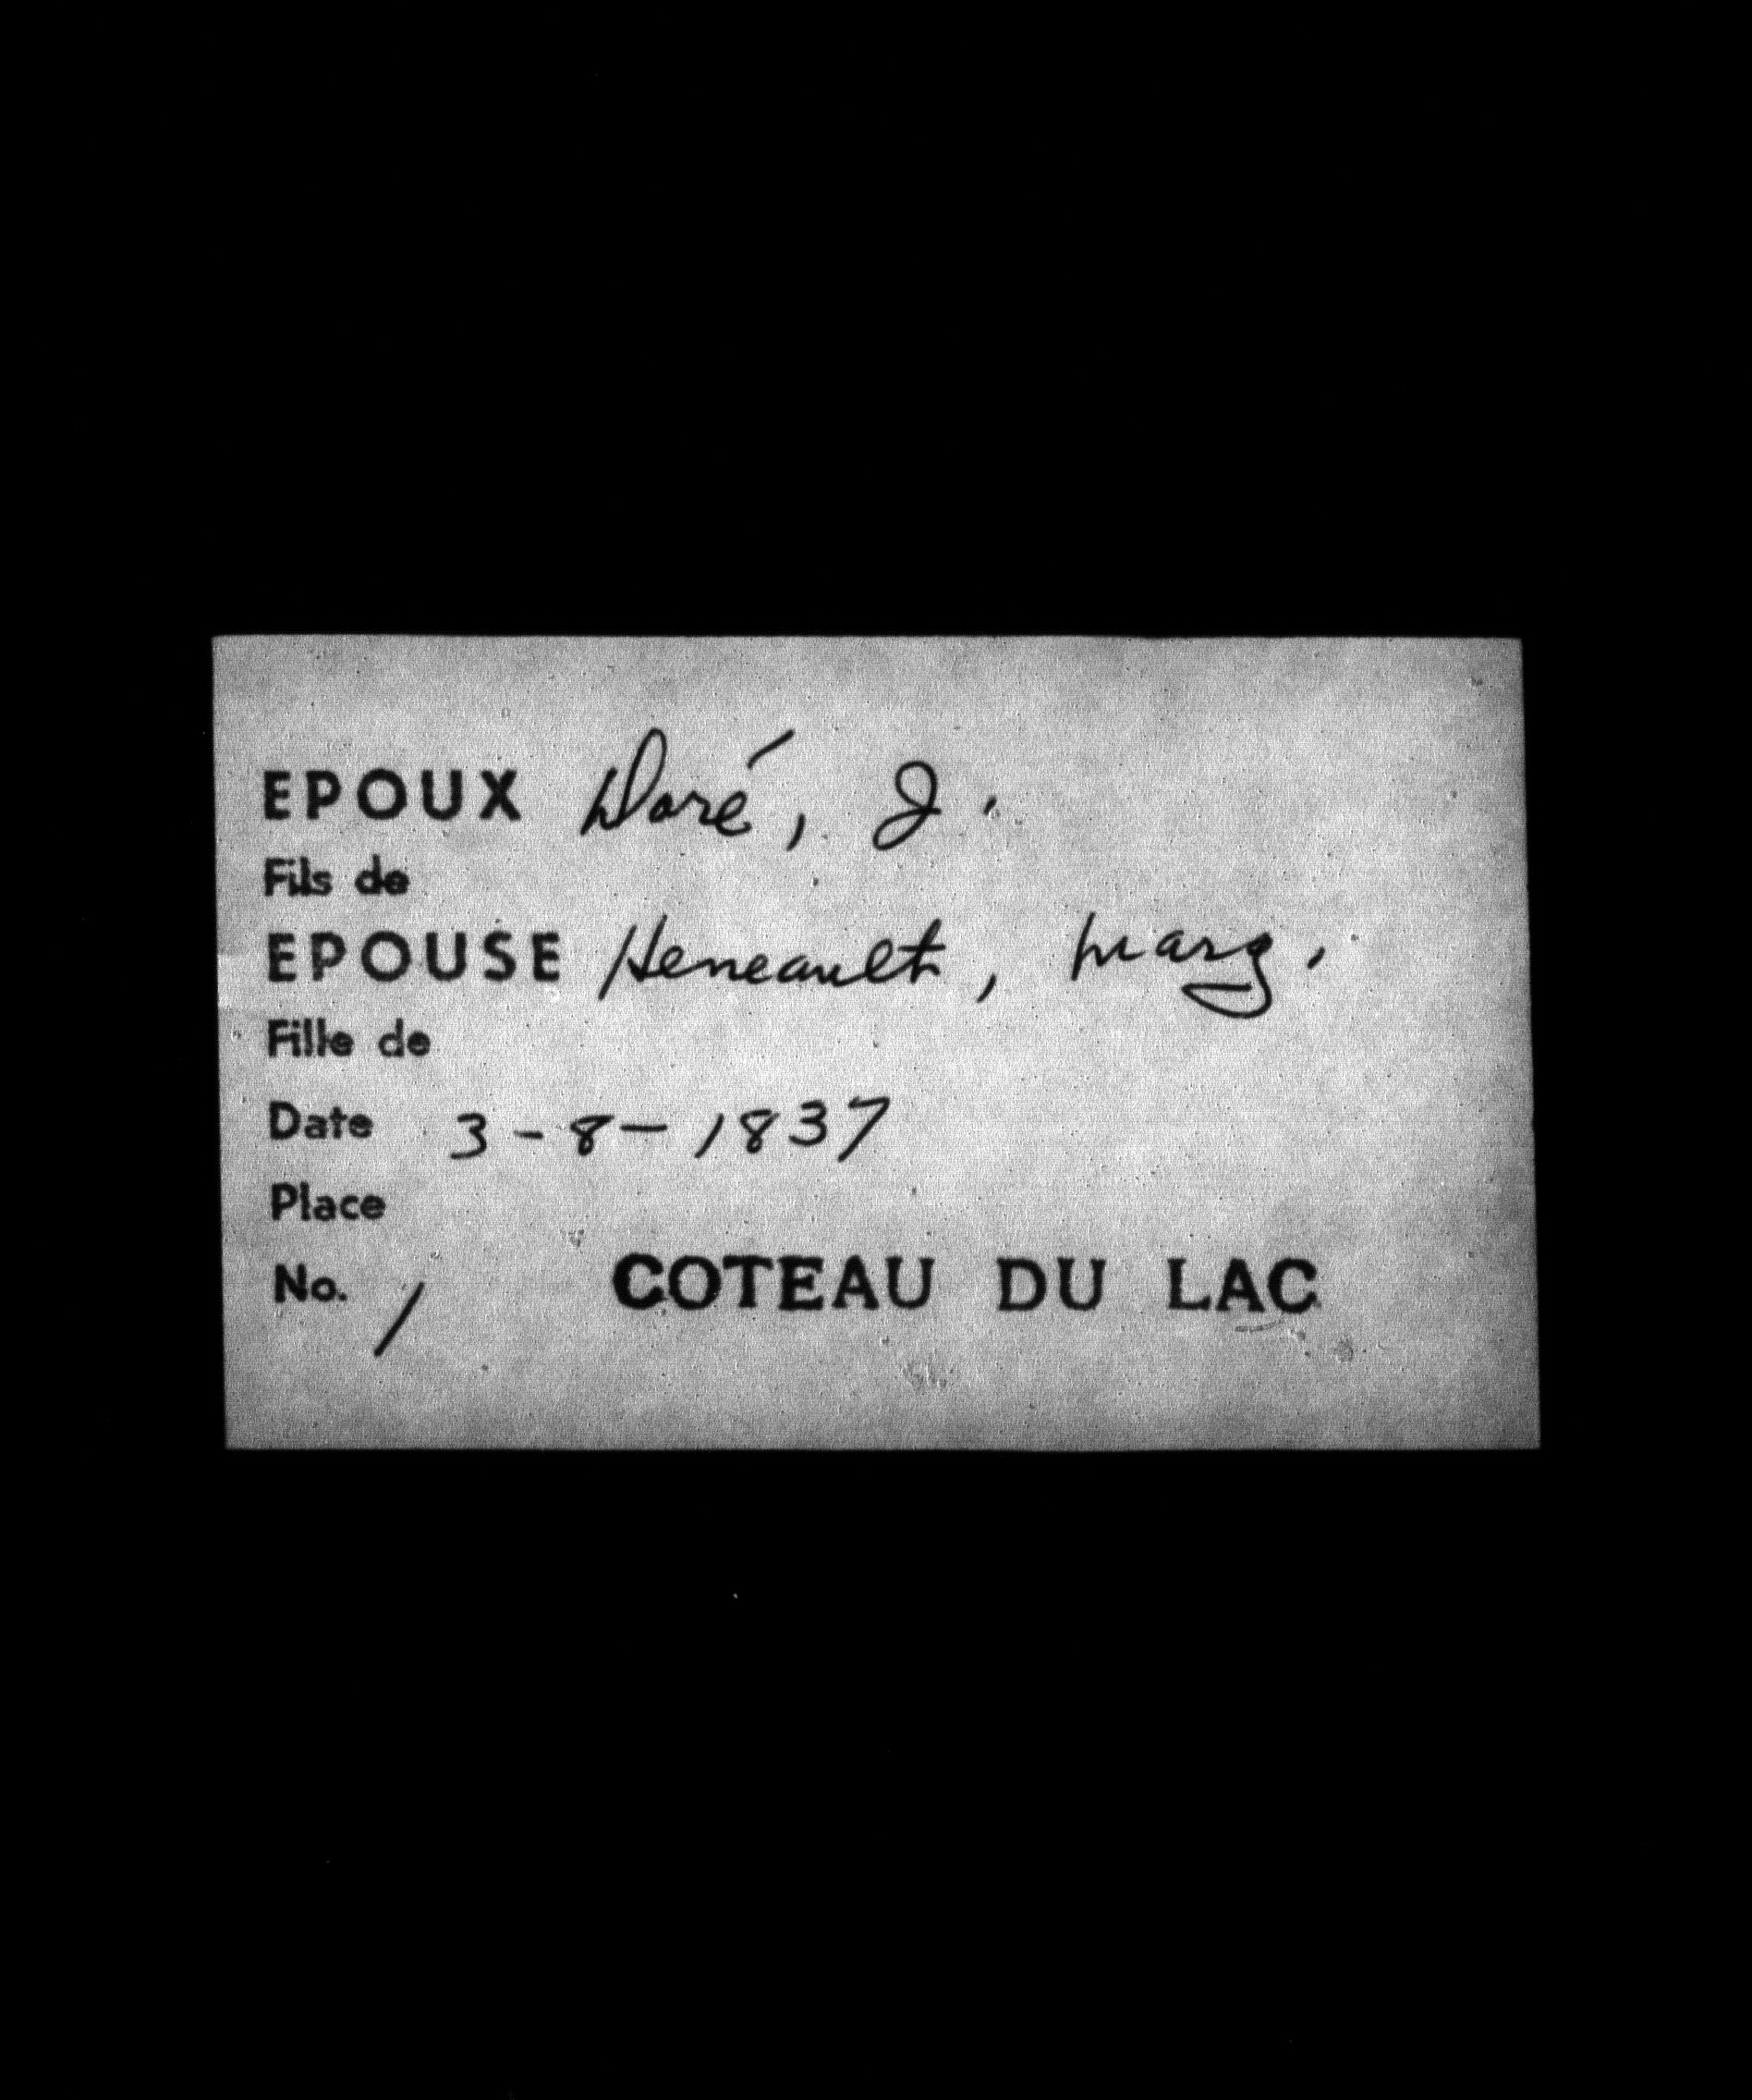 EPOUX Doré, J.
Fils de
EPOUSE Heneault, Marg.
Fille de
Date 3-8-1837
Place
No. 1 COTEAU DU LAC